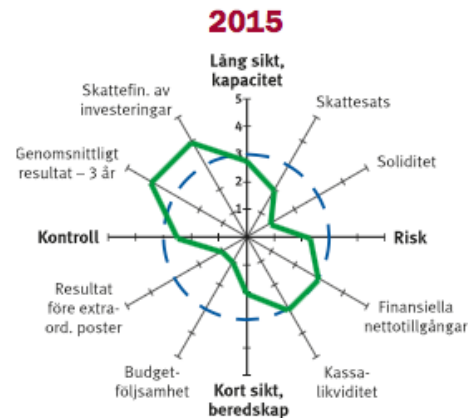 2015
Lång sikt,
kapacitet
Skattefin. av
investeringar
Skattesats
Genomsnittligt
resultat – 3 år
Soliditet
5
4
3
2
1
Kontroll
Risk
Resultat
före extra-
ord. poster
Finansiella
nettotillgångar
Budget-
följsamhet
Kassa-
likviditet
Kort sikt,
beredskap